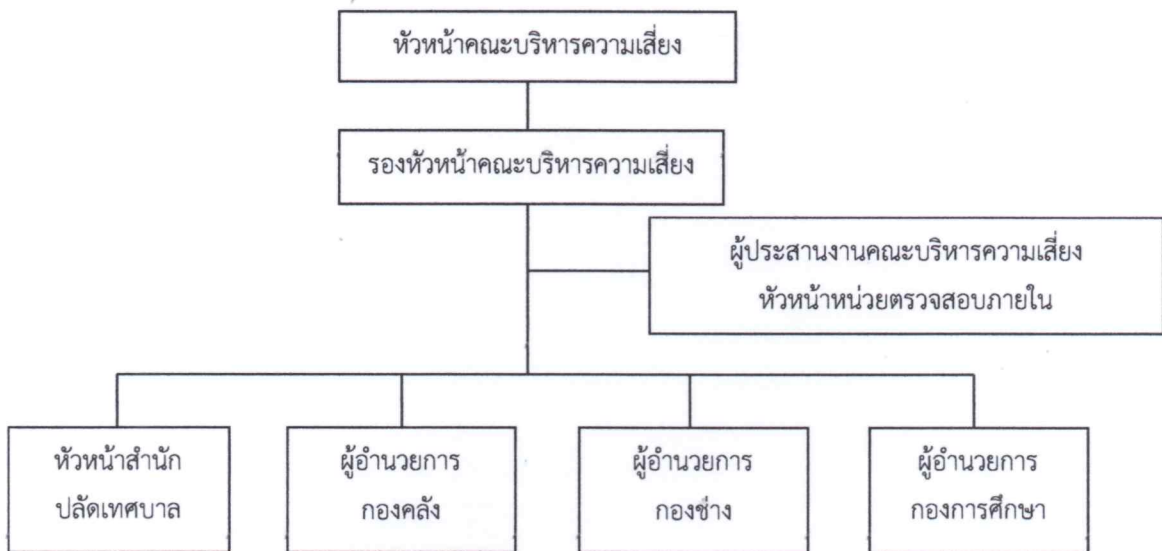 หัวหน้าคณะบริหารความเสี่ยง
รองหัวหน้าคณะบริหารความเสี่ยง
ผู้ประสานงานคณะบริหารความเสี่ยง
หัวหน้าหน่วยตรวจสอบภายใน
หัวหน้าสำนัก
ปลัดเทศบาล
ผู้อำนวยการ
กองคลัง
ผู้อำนวยการ
กองช่าง
ผู้อำนวยการ
กองการศึกษา